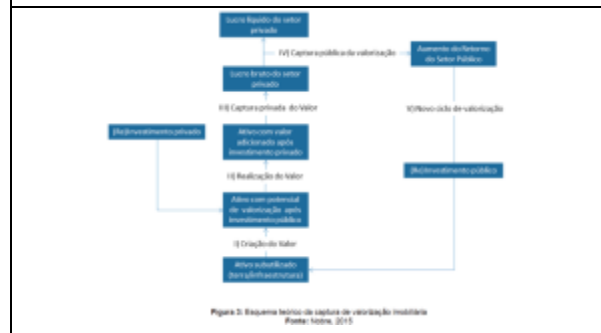 Lucro líquido do setor
privado
IV) Captura pública da valorização
Aumento do Retorno
do Setor Público
Lucro bruto do setor
privado
III) Captura privada do Valor
V) Novo ciclo de valorização
(Re)Investimento privado
Ativo com valor
adicionado após
investimento privado
II) Realização do Valor
(Re)Investimento público
Ativo com potencial
de valorização após
investimento público
I) Criação do Valor
Ativo subutilizado
(terra/infraestrutura)
Figura 3: Esquema teórico da captura de valorização imobiliária
Fonte: Nobre, 2015